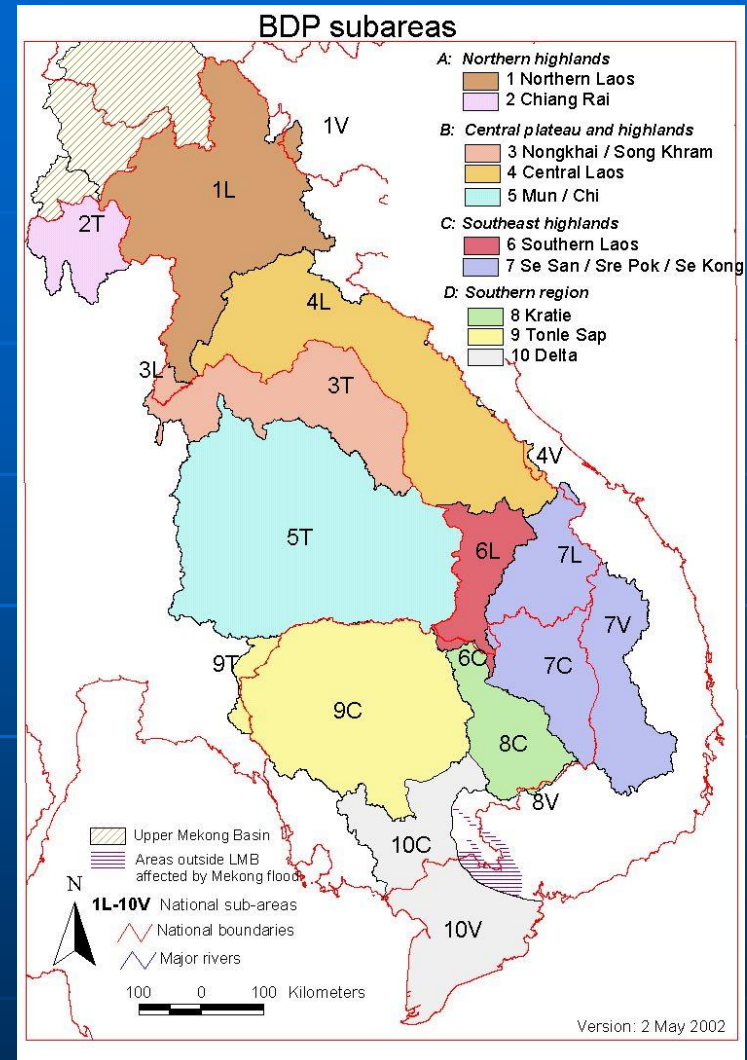 BDP subareas
A: Northern highlands
1 Northern Laos
2 Chiang Rai
B: Central plateau and highlands
3 Nongkhai / Song Khram
4 Central Laos
5 Mun / Chi
C: Southeast highlands
6 Southern Laos
7 Se San / Sre Pok / Se Kong
D: Southern region
8 Kratie
9 Tonle Sap
10 Delta
1V
1L
2T
4L
3L
3T
4V
5T
6L
7L
7V
6C
9T
7C
9C
8C
8V
10C
10V
Upper Mekong Basin
Areas outside LMB
affected by Mekong flood
N
1L-10V National sub-areas
National boundaries
Major rivers
100 0 100 Kilometers
Version: 2 May 2002